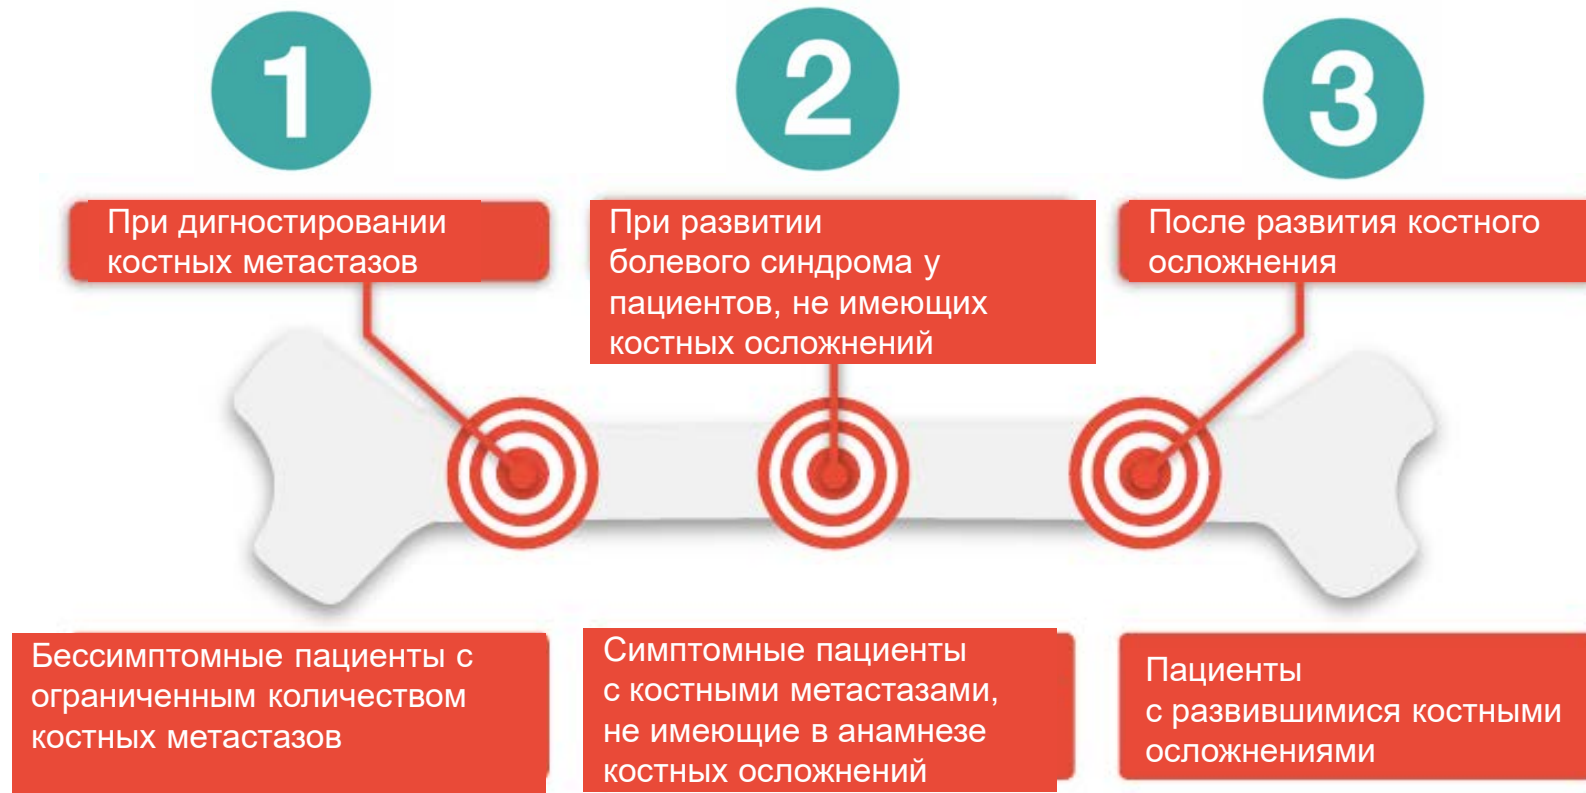 1
При дигностировании
костных метастазов
2
При развитии
болевого синдрома у
пациентов, не имеющих
костных осложнений
3
После развития костного
осложнения
Бессимптомные пациенты с
ограниченным количеством
костных метастазов
Симптомные пациенты
с костными метастазами,
не имеющие в анамнезе
костных осложнений
Пациенты
с развившимися костными
осложнениями